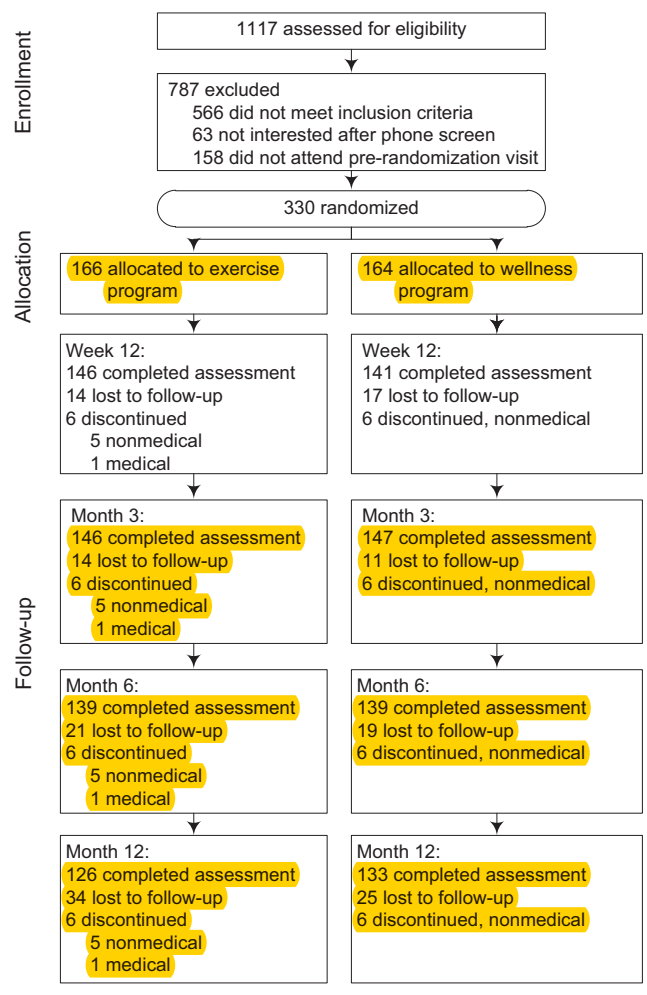 Enrollment
1117 assessed for eligibility
787 excluded
566 did not meet inclusion criteria
63 not interested after phone screen
158 did not attend pre-randomization visit
330 randomized
Allocation
166 allocated to exercise
program
164 allocated to wellness
program
Follow-up
Week 12:
146 completed assessment
14 lost to follow-up
6 discontinued
5 nonmedical
1 medical
Week 12:
141 completed assessment
17 lost to follow-up
6 discontinued, nonmedical
Month 3:
146 completed assessment
14 lost to follow-up
6 discontinued
5 nonmedical
1 medical
Month 3:
147 completed assessment
11 lost to follow-up
6 discontinued, nonmedical
Month 6:
139 completed assessment
21 lost to follow-up
6 discontinued
5 nonmedical
1 medical
Month 6:
139 completed assessment
19 lost to follow-up
6 discontinued, nonmedical
Month 12:
126 completed assessment
34 lost to follow-up
6 discontinued
5 nonmedical
1 medical
Month 12:
133 completed assessment
25 lost to follow-up
6 discontinued, nonmedical